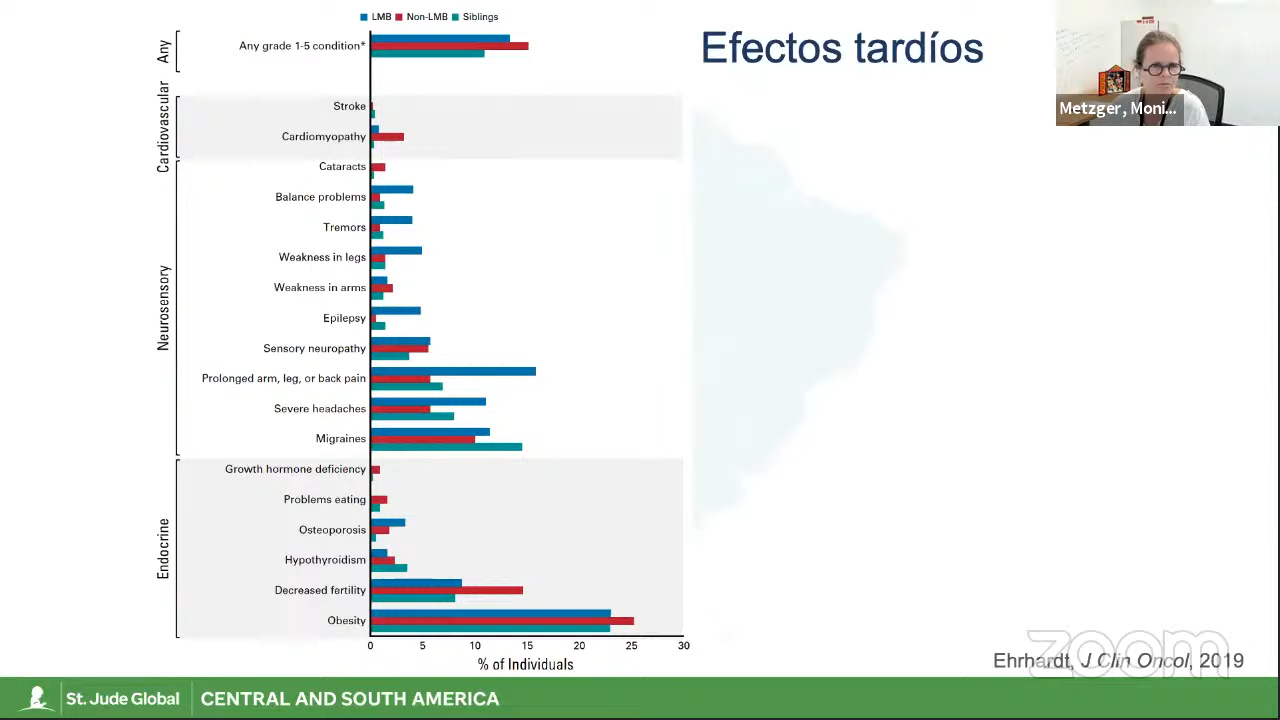 LMB Non-LMB Siblings
Efectos tardíos
Metzger, Moni...
Any
Any grade 1-5 condition*
Cardiovascular
Stroke
Cardiomyopathy
Neurosensory
Cataracts
Balance problems
Tremors
Weakness in legs
Weakness in arms
Epilepsy
Sensory neuropathy
Prolonged arm, leg, or back pain
Severe headaches
Migraines
Endocrine
Growth hormone deficiency
Problems eating
Osteoporosis
Hypothyroidism
Decreased fertility
Obesity
0 5 10 15 20 25 30
% of Individuals
zoom
Ehrhardt, J Clin Oncol, 2019
St. Jude Global CENTRAL AND SOUTH AMERICA